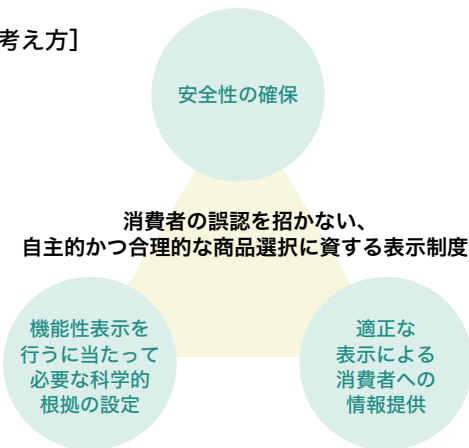 考え方］
安全性の確保
消費者の誤認を招かない、
自主的かつ合理的な商品選択に資する表示制度
機能性表示を
行うに当たって
必要な科学的
根拠の設定
適正な
表示による
消費者への
情報提供